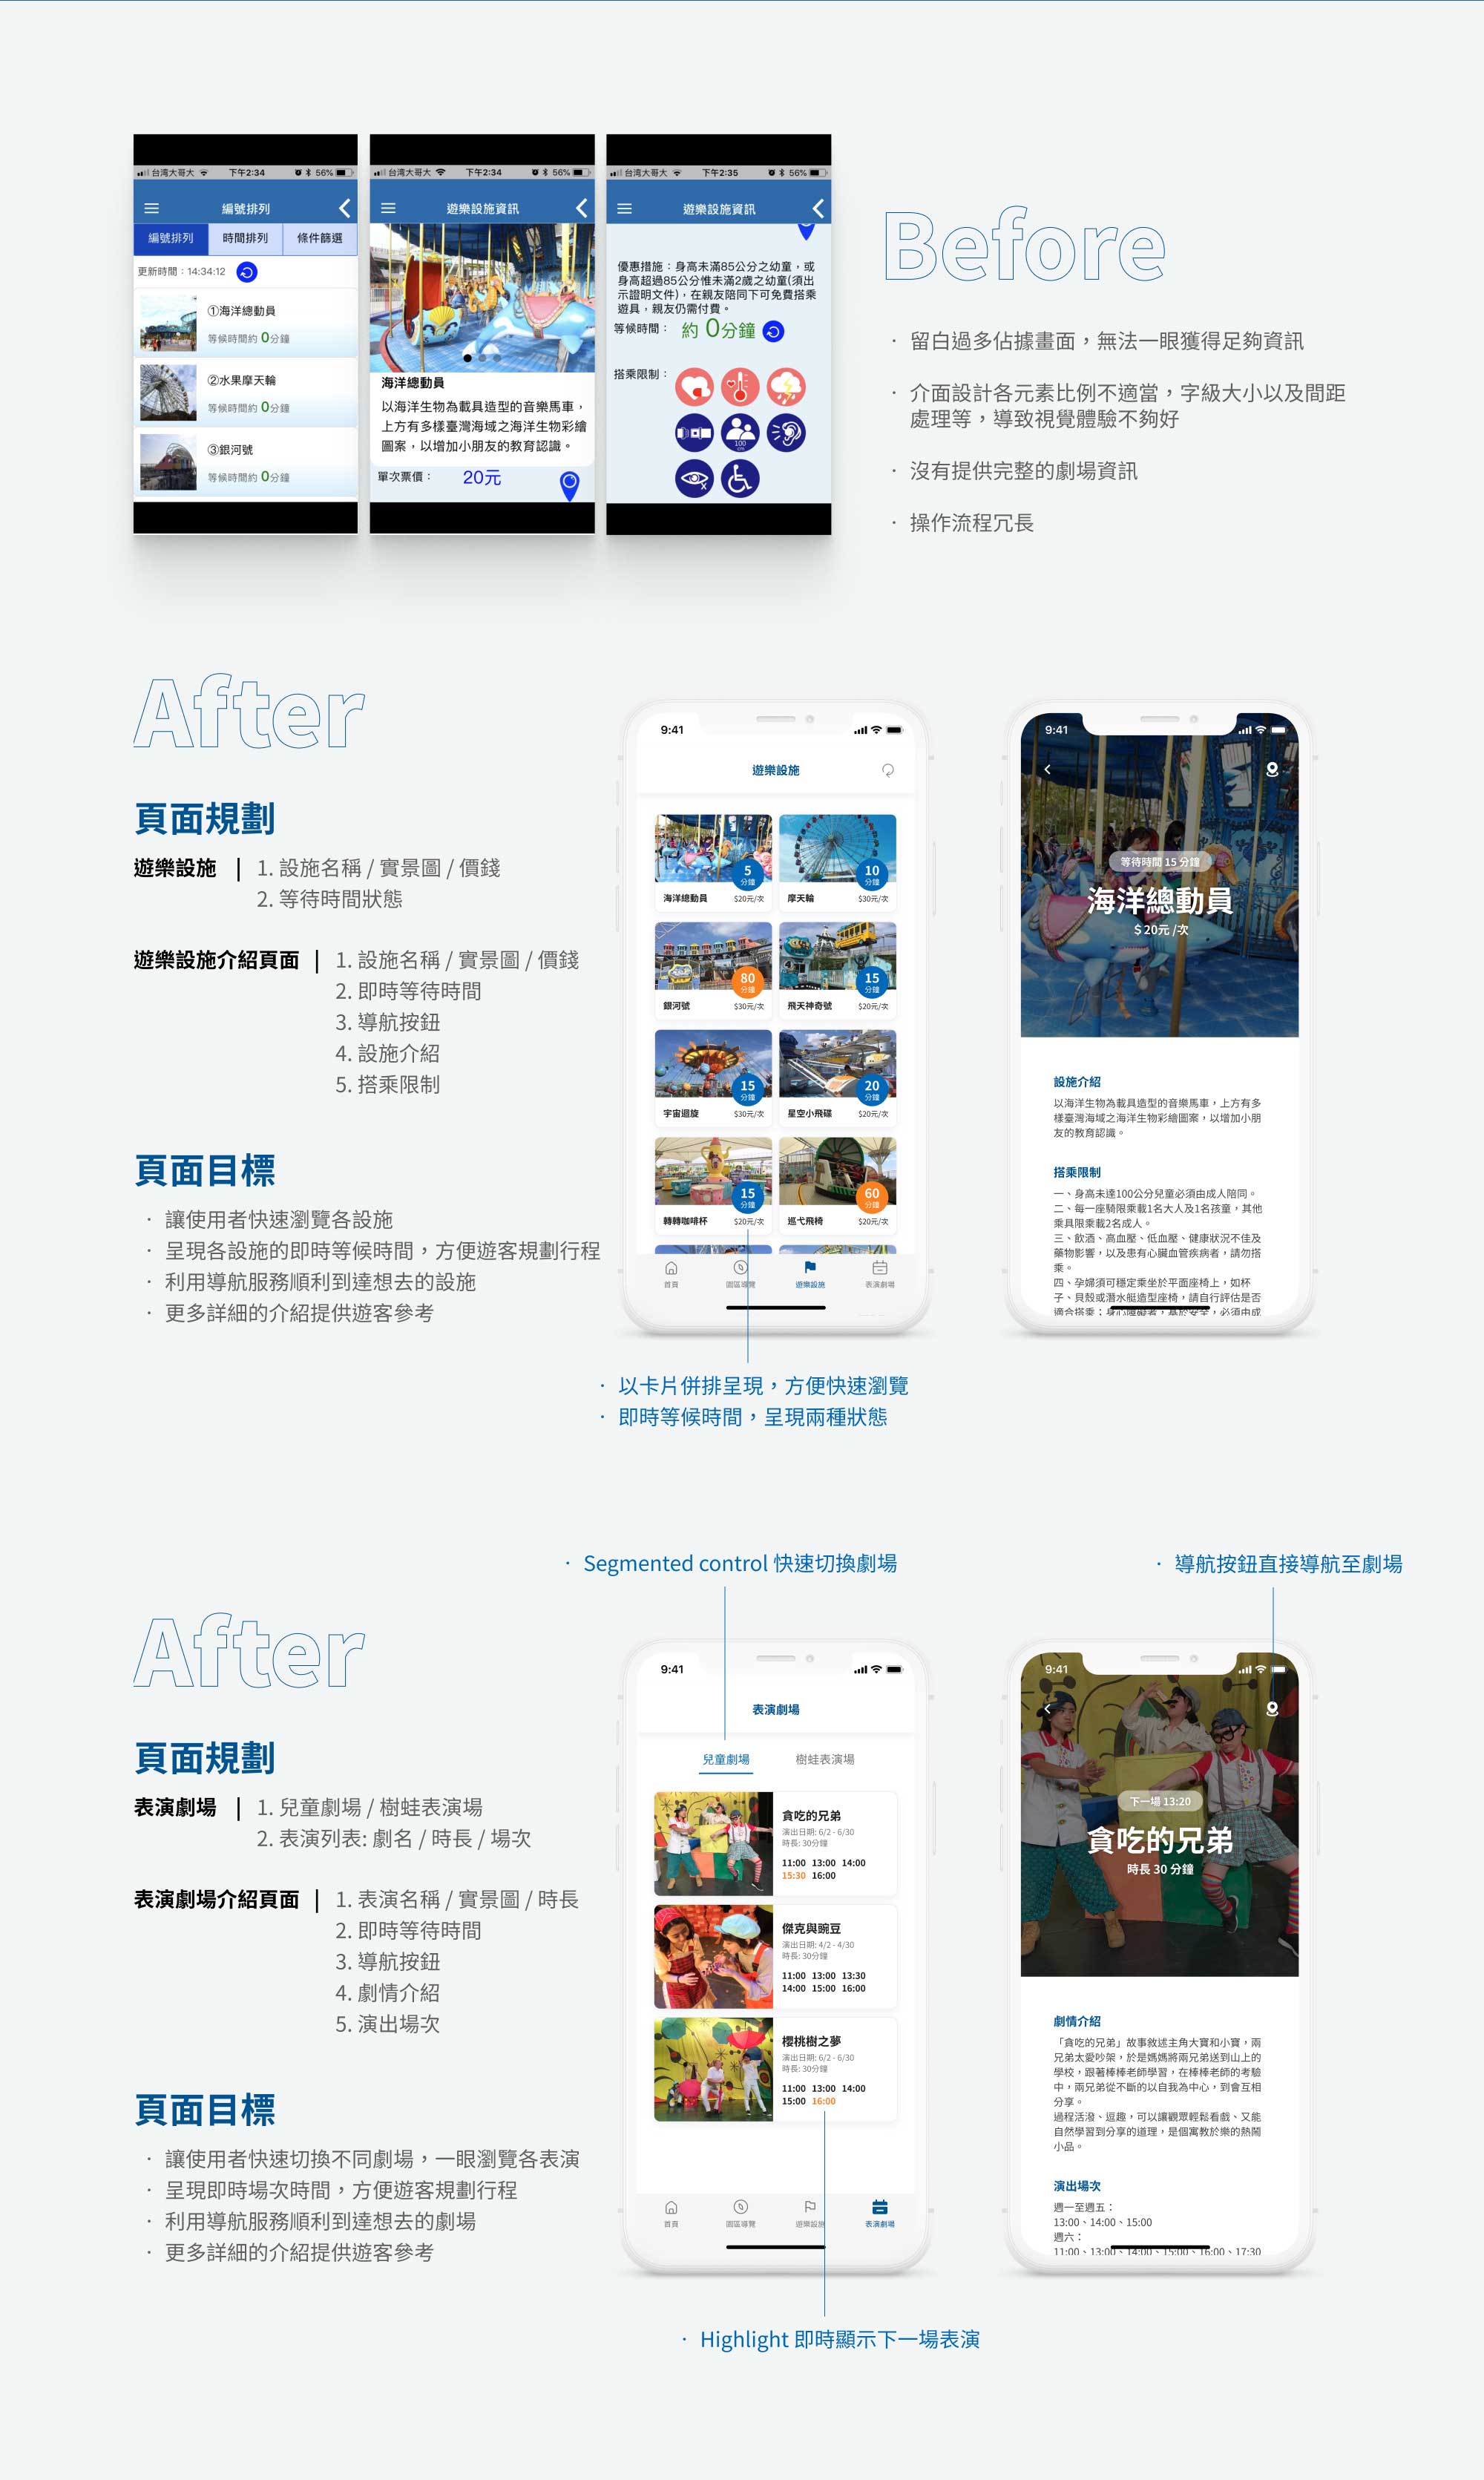 台湾大哥大 下午2:34 56%
編號排列
編號排列 時間排列 條件篩選
更新時間：14:34:12
①海洋總動員
等候時間約 0分鐘
②水果摩天輪
等候時間約 0分鐘
③銀河號
等候時間約 0分鐘
台湾大哥大 下午2:34 56%
遊樂設施資訊
海洋總動員
以海洋生物為載具造型的音樂馬車，
上方有多樣臺灣海域之海洋生物彩繪
圖案，以增加小朋友的教育認識。
單次票價： 20元
台湾大哥大 下午2:35 56%
遊樂設施資訊
優惠措施：身高未滿85公分之幼童，或
身高超過85公分惟未滿2歲之幼童(須出
示證明文件)，在親友陪同下可免費搭乘
遊具，親友仍需付費。
等候時間： 約 0分鐘
搭乘限制：
100
Before
· 留白過多佔據畫面，無法一眼獲得足夠資訊
· 介面設計各元素比例不適當，字級大小以及間距
處理等，導致視覺體驗不夠好
· 沒有提供完整的劇場資訊
· 操作流程冗長
After
頁面規劃
遊樂設施 | 1. 設施名稱 / 實景圖 / 價錢
2. 等待時間狀態
遊樂設施介紹頁面 | 1. 設施名稱 / 實景圖 / 價錢
2. 即時等待時間
3. 導航按鈕
4. 設施介紹
5. 搭乘限制
頁面目標
· 讓使用者快速瀏覽各設施
· 呈現各設施的即時等候時間，方便遊客規劃行程
· 利用導航服務順利到達想去的設施
· 更多詳細的介紹提供遊客參考
9:41
遊樂設施
5
分鐘
海洋總動員 $20元/次
10
分鐘
摩天輪 $30元/次
80
分鐘
銀河號 $30元/次
15
分鐘
飛天神奇號 $20元/次
15
分鐘
宇宙迴旋 $30元/次
20
分鐘
星空小飛碟 $20元/次
15
分鐘
轉轉咖啡杯 $20元/次
60
分鐘
巡弋飛椅 $20元/次
首頁 園區導覽 遊樂設施 表演劇場
· 以卡片併排呈現，方便快速瀏覽
· 即時等候時間，呈現兩種狀態
9:41
等待時間 15 分鐘
海洋總動員
$ 20元 /次
設施介紹
以海洋生物為載具造型的音樂馬車，上方有多
樣臺灣海域之海洋生物彩繪圖案，以增加小朋
友的教育認識。
搭乘限制
一、身高未達100公分兒童必須由成人陪同。
二、每一座騎限乘載1名大人及1名孩童，其他
乘具限乘載2名成人。
三、飲酒、高血壓、低血壓、健康狀況不佳及
藥物影響，以及患有心臟血管疾病者，請勿搭
乘。
四、孕婦須可穩定乘坐於平面座椅上，如杯
子、貝殼或潛水艇造型座椅，請自行評估是否
適合搭乘；身心障礙者，基於安全，必須由成
· Segmented control 快速切換劇場
· 導航按鈕直接導航至劇場
After
頁面規劃
表演劇場 | 1. 兒童劇場 / 樹蛙表演場
2. 表演列表: 劇名 / 時長 / 場次
表演劇場介紹頁面 | 1. 表演名稱 / 實景圖 / 時長
2. 即時等待時間
3. 導航按鈕
4. 劇情介紹
5. 演出場次
頁面目標
· 讓使用者快速切換不同劇場，一眼瀏覽各表演
· 呈現即時場次時間，方便遊客規劃行程
· 利用導航服務順利到達想去的劇場
· 更多詳細的介紹提供遊客參考
9:41
表演劇場
兒童劇場 樹蛙表演場
貪吃的兄弟
演出日期: 6/2 - 6/30
時長: 30分鐘
11:00 13:00 14:00
15:30 16:00
傑克與豌豆
演出日期: 4/2 - 4/30
時長: 30分鐘
11:00 13:00 13:30
14:00 15:00 16:00
櫻桃樹之夢
演出日期: 6/2 - 6/30
時長: 30分鐘
11:00 13:00 14:00
15:00 16:00
首頁 園區導覽 遊樂設施 表演劇場
· Highlight 即時顯示下一場表演
9:41
下一場 13:20
貪吃的兄弟
時長 30 分鐘
劇情介紹
「貪吃的兄弟」故事敘述主角大寶和小寶，兩
兄弟太愛吵架，於是媽媽將兩兄弟送到山上的
學校，跟著棒棒老師學習，在棒棒老師的考驗
中，兩兄弟從不斷的以自我為中心，到會互相
分享。
過程活潑、逗趣，可以讓觀眾輕鬆看戲、又能
自然學習到分享的道理，是個寓教於樂的熱鬧
小品。
演出場次
週一至週五：
13:00、14:00、15:00
週六：
11:00、13:00、14:00、15:00、16:00、17:30